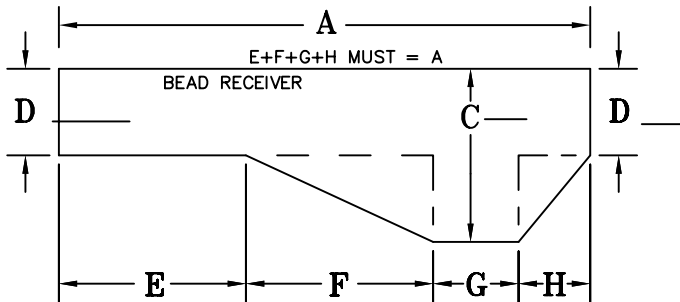 A
E+F+G+H MUST = A
BEAD RECEIVER
D
C
D
E
F
G
H